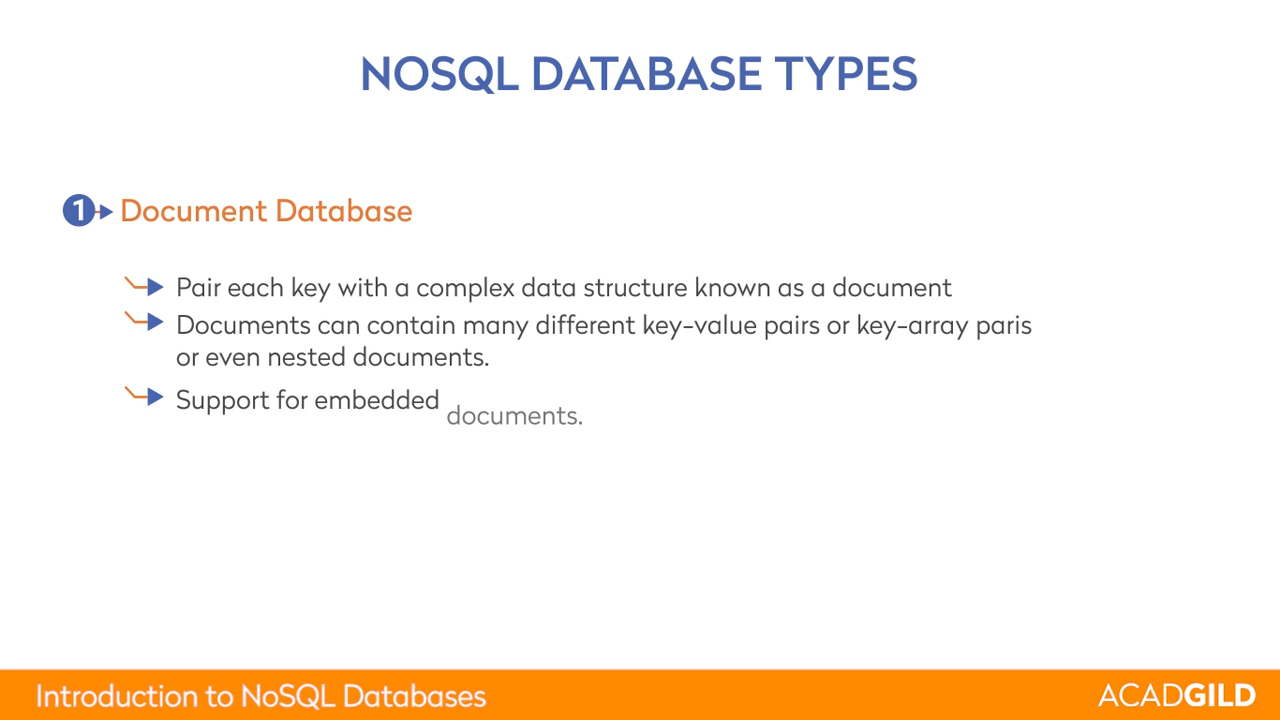 NOSQL DATABASE TYPES
1 Document Database
Pair each key with a complex data structure known as a document
Documents can contain many different key-value pairs or key-array paris
or even nested documents.
Support for embedded documents.
Introduction to NoSQL Databases
ACADGILD